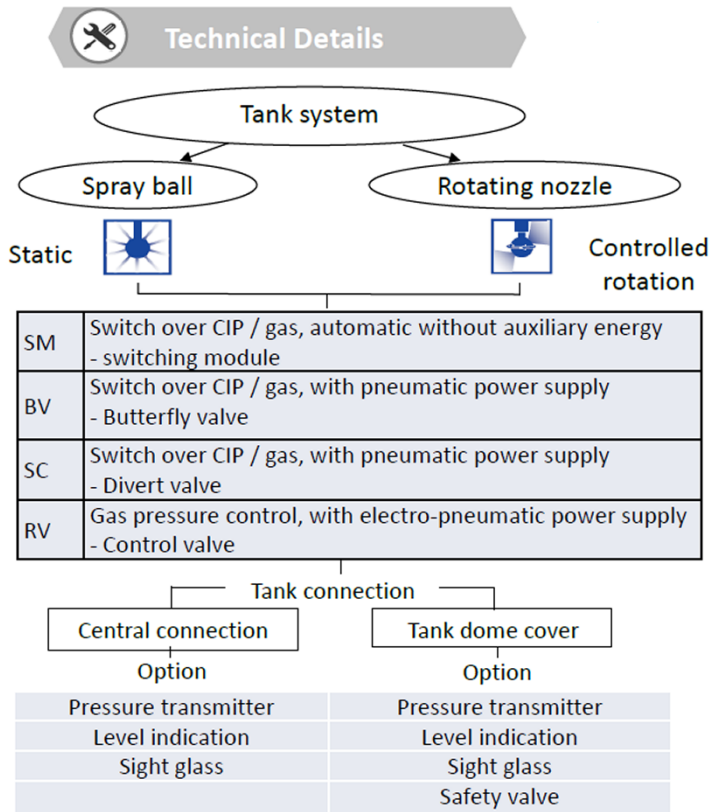 Technical Details
Tank system
Spray ball
Rotating nozzle
Static
Controlled
rotation
SM
Switch over CIP / gas, automatic without auxiliary energy
- switching module
BV
Switch over CIP / gas, with pneumatic power supply
- Butterfly valve
SC
Switch over CIP / gas, with pneumatic power supply
- Divert valve
RV
Gas pressure control, with electro-pneumatic power supply
- Control valve
Tank connection
Central connection
Tank dome cover
Option
Option
Pressure transmitter
Pressure transmitter
Level indication
Level indication
Sight glass
Sight glass
Safety valve